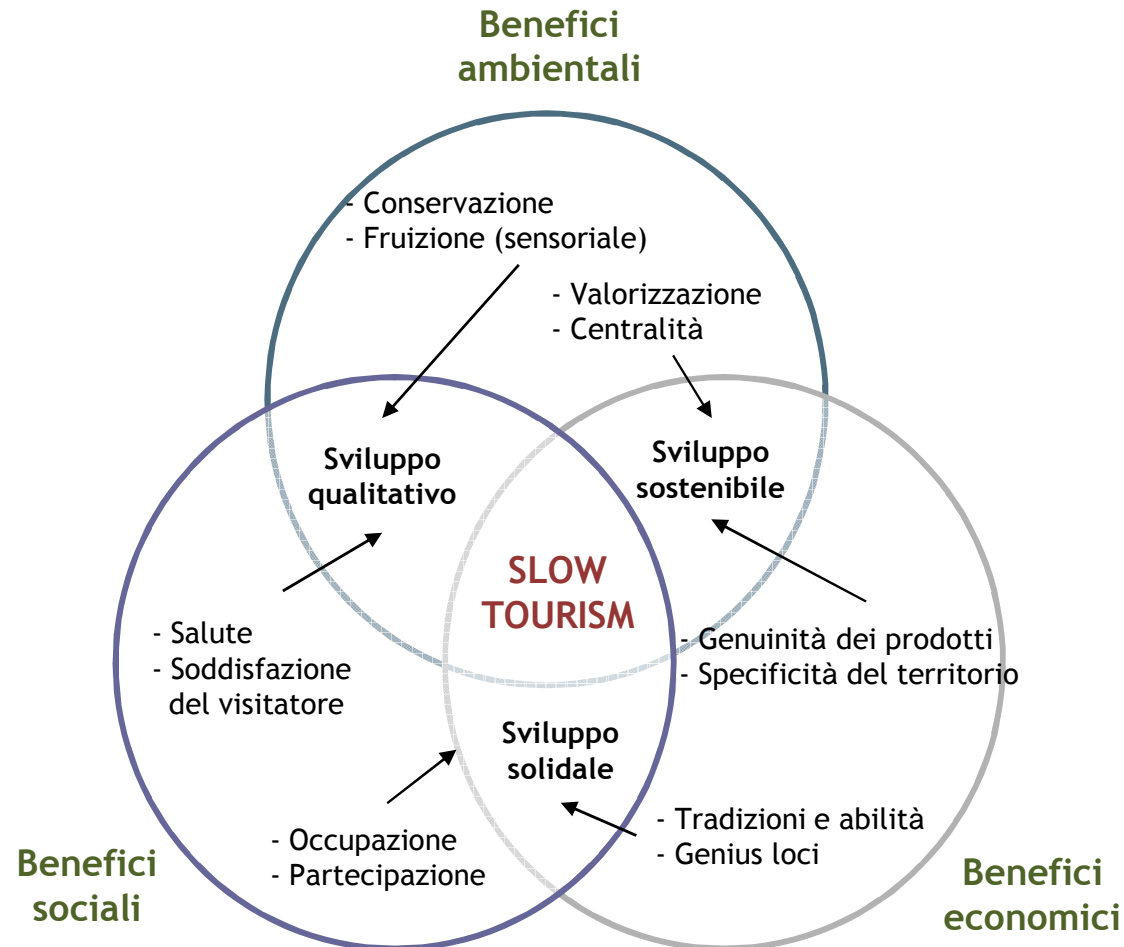 Benefici
ambientali
- Conservazione
- Fruizione (sensoriale)
- Valorizzazione
- Centralità
Sviluppo
qualitativo
Sviluppo
sostenibile
SLOW
TOURISM
- Salute
- Soddisfazione
del visitatore
- Genuinità dei prodotti
- Specificità del territorio
Sviluppo
solidale
- Occupazione
- Partecipazione
- Tradizioni e abilità
- Genius loci
Benefici
sociali
Benefici
economici